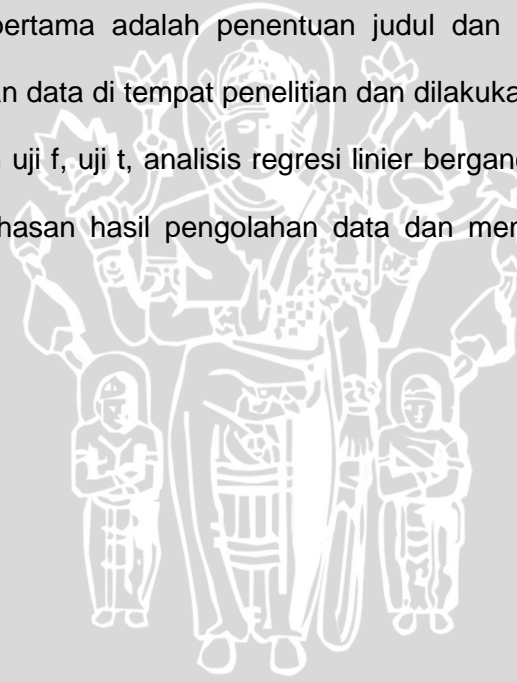 pertama adalah penentuan judul dan
n data di tempat penelitian dan dilakuka
uji f, uji t, analisis regresi linier bergan
hasan hasil pengolahan data dan mer